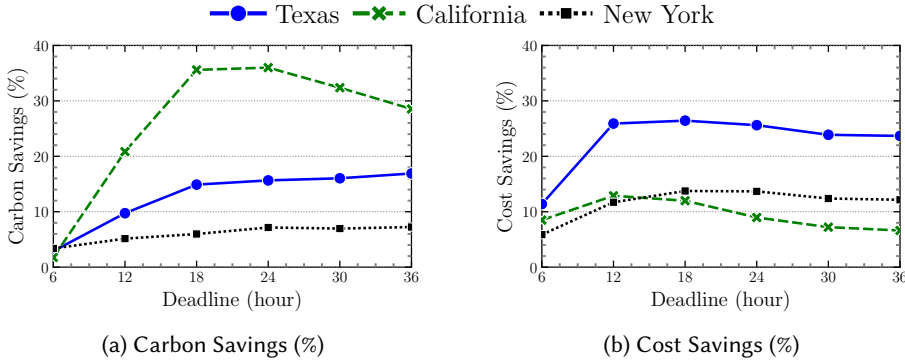 Texas California New York
40
30
20
10
0
Carbon Savings (%)
6 12 18 24 30 36
Deadline (hour)
(a) Carbon Savings (%)
40
30
20
10
0
Cost Savings (%)
6 12 18 24 30 36
Deadline (hour)
(b) Cost Savings (%)